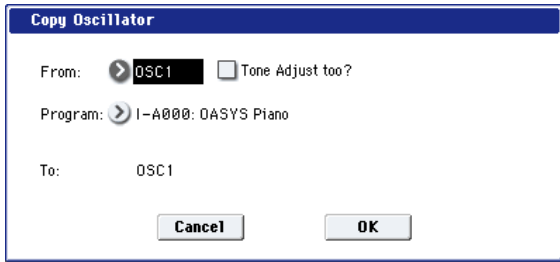 Copy Oscillator
From: OSC1 Tone Adjust too?
Program: I-A000: OASYS Piano
To: OSC1
Cancel OK